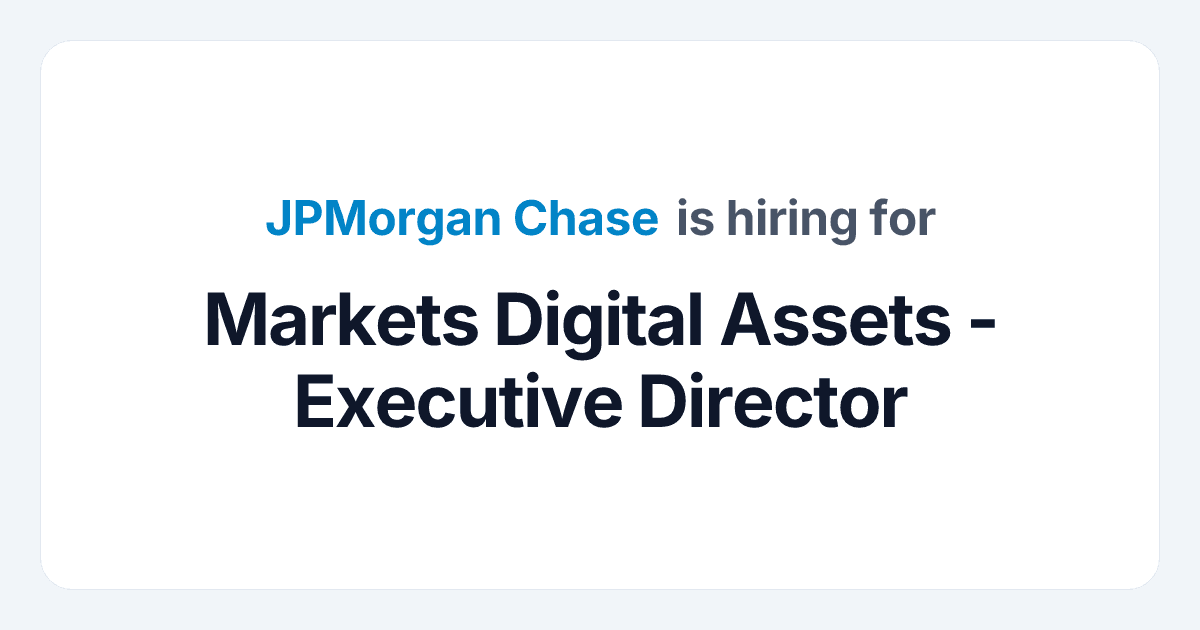 JPMorgan Chase is hiring for
Markets Digital Assets -
Executive Director